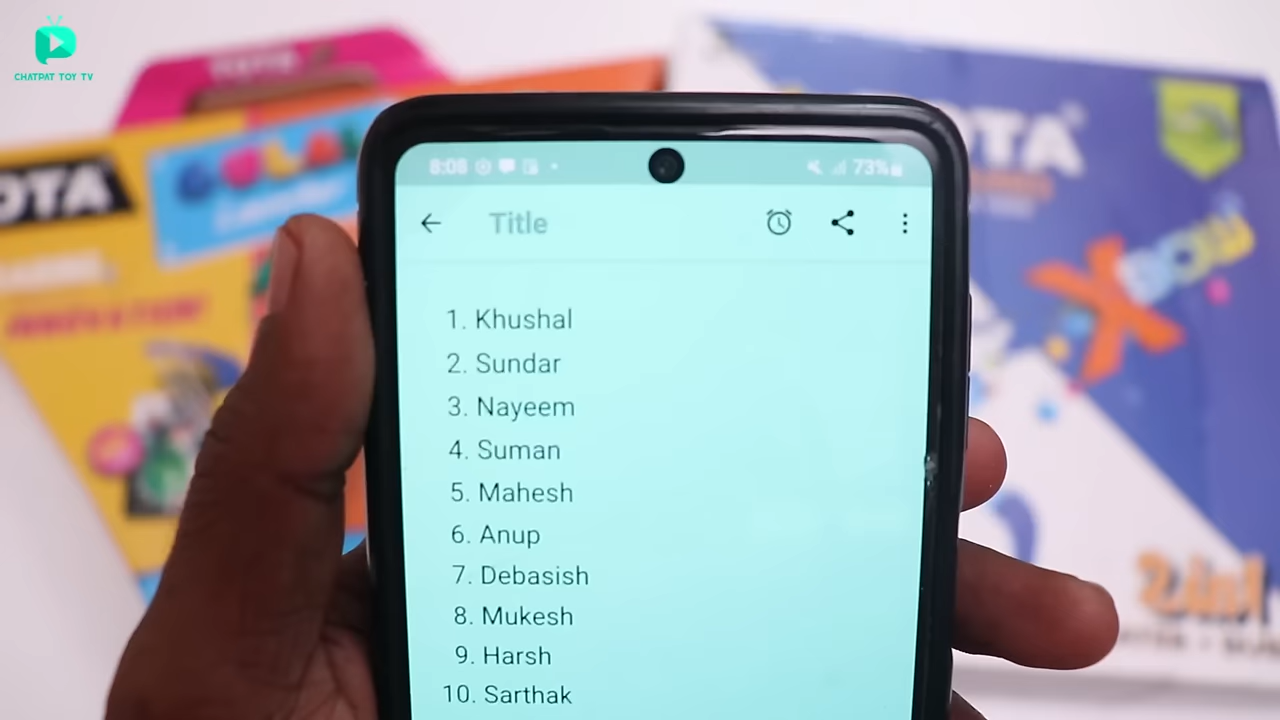 CHATPAT TOY TV
8:08
73%
Title
1. Khushal
2. Sundar
3. Nayeem
4. Suman
5. Mahesh
6. Anup
7. Debasish
8. Mukesh
9. Harsh
10. Sarthak
2in1